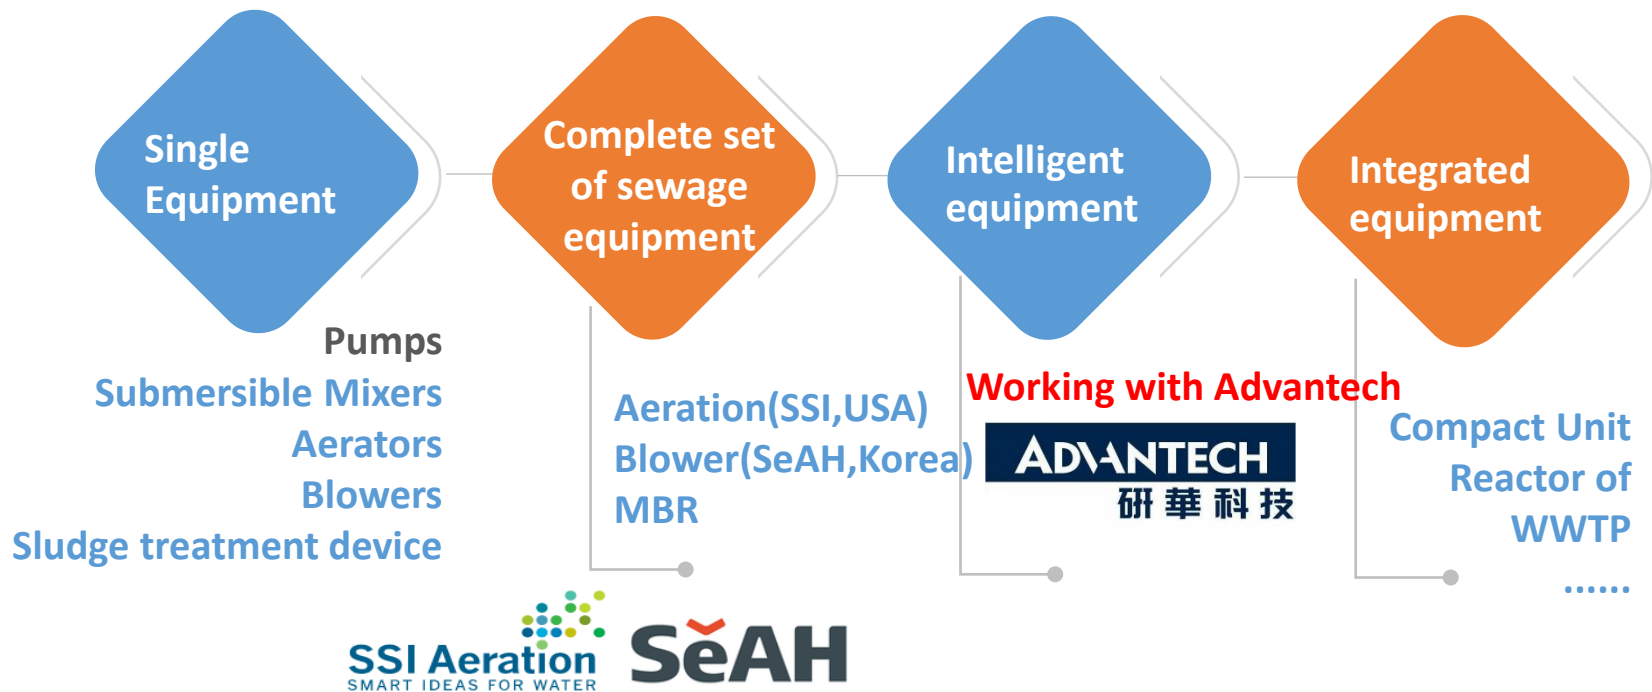 Single
Equipment
Complete set
of sewage
equipment
Intelligent
equipment
Integrated
equipment
Pumps
Submersible Mixers
Aerators
Blowers
Sludge treatment device
Aeration(SSI,USA)
Blower(SeAH,Korea)
MBR
Working with Advantech
ADVANTECH
研華科技
Compact Unit
Reactor of
WWTP
......
SSI Aeration
SMART IDEAS FOR WATER
SeAH